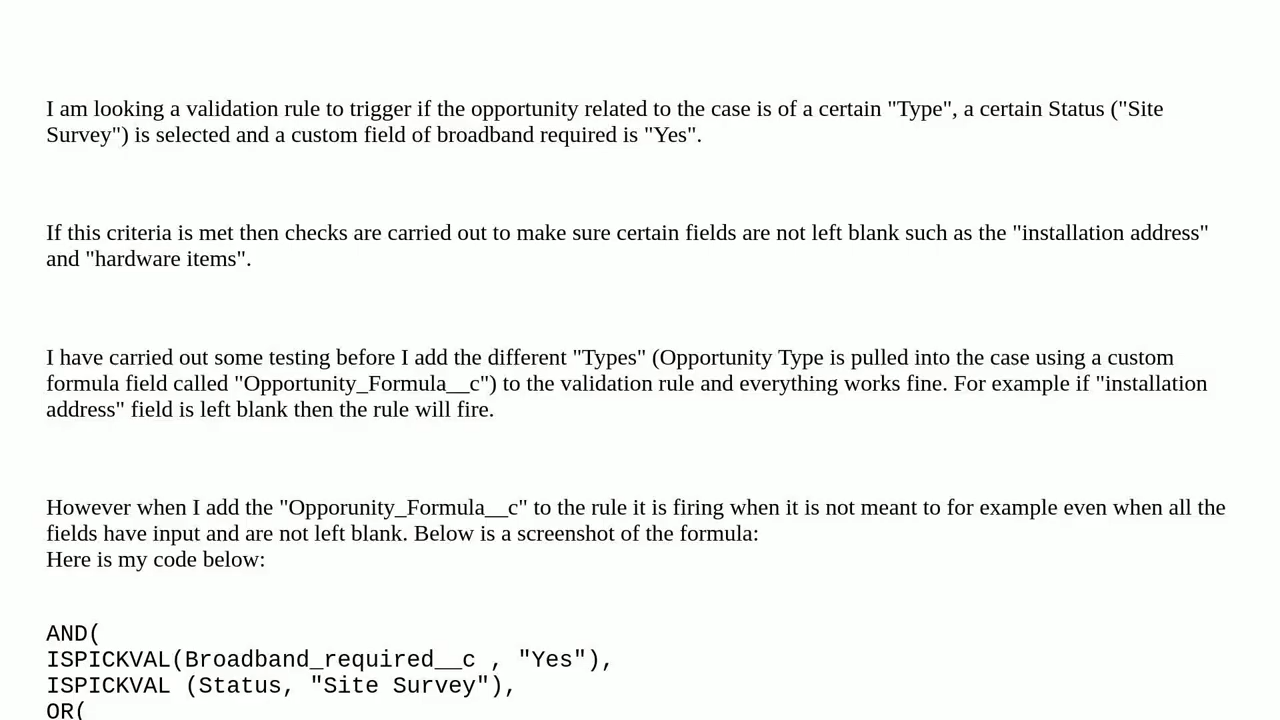 I am looking a validation rule to trigger if the opportunity related to the case is of a certain "Type", a certain Status ("Site
Survey") is selected and a custom field of broadband required is "Yes".
If this criteria is met then checks are carried out to make sure certain fields are not left blank such as the "installation address"
and "hardware items".
I have carried out some testing before I add the different "Types" (Opportunity Type is pulled into the case using a custom
formula field called "Opportunity_Formula__c") to the validation rule and everything works fine. For example if "installation
address" field is left blank then the rule will fire.
However when I add the "Opporunity_Formula__c" to the rule it is firing when it is not meant to for example even when all the
fields have input and are not left blank. Below is a screenshot of the formula:
Here is my code below:
AND(
ISPICKVAL(Broadband_required__c , "Yes"),
ISPICKVAL (Status, "Site Survey"),
OR(